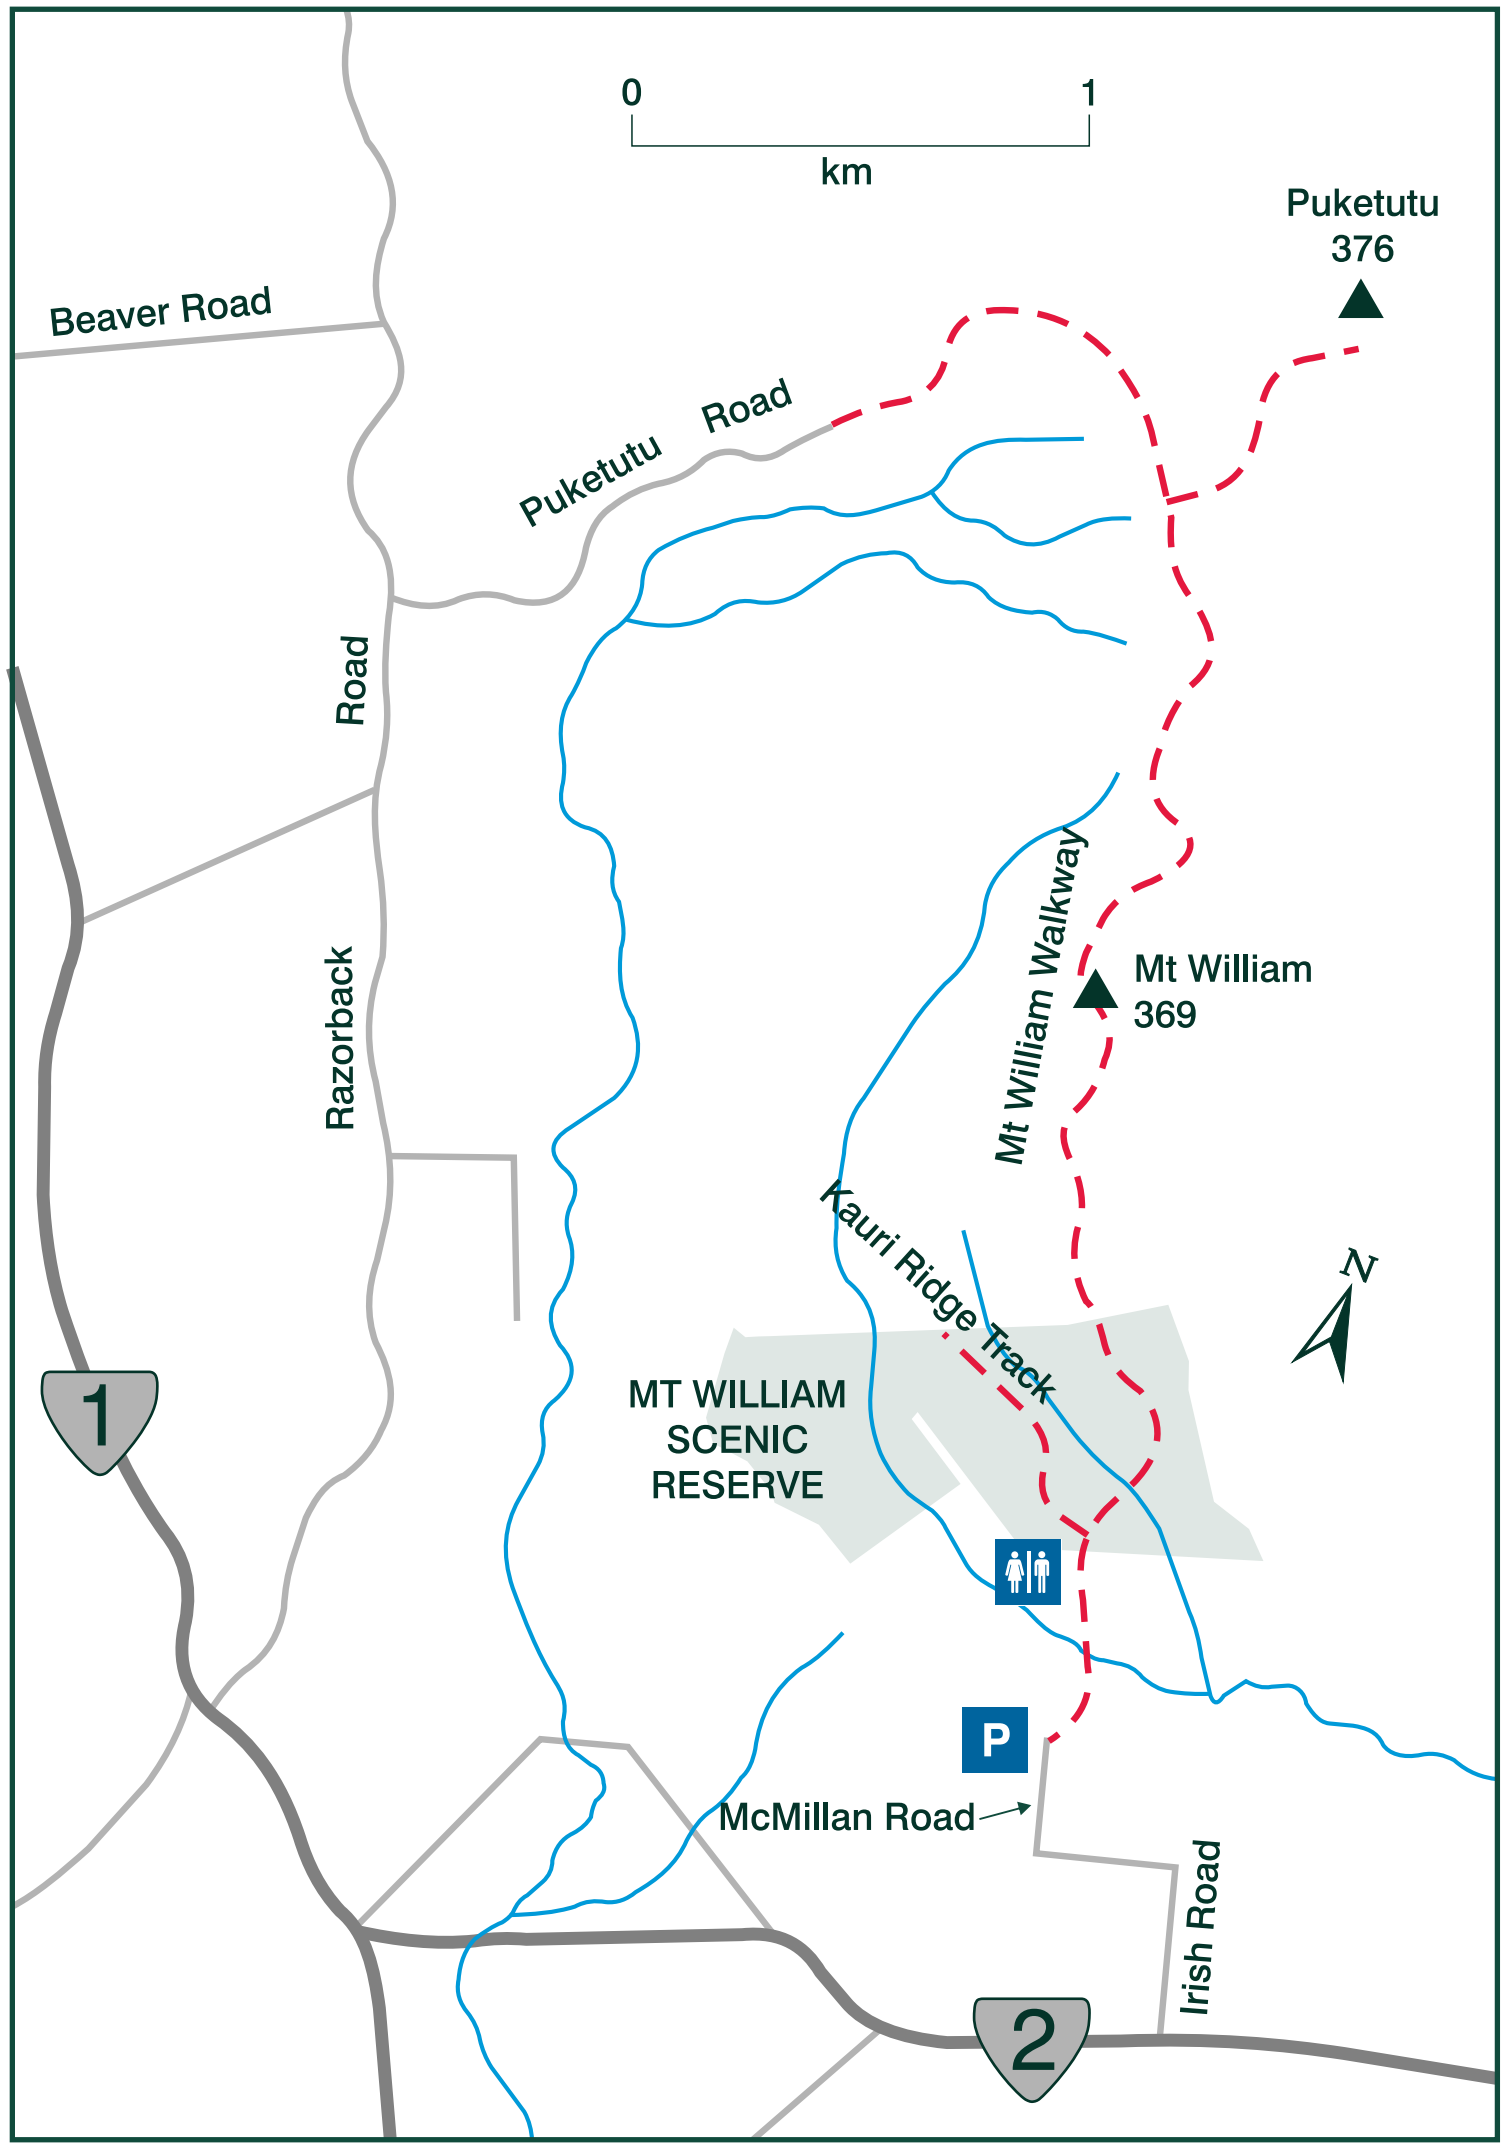 0 1
km
Puketutu
376
Beaver Road
Puketutu Road
Razorback Road
Mt William Walkway
Mt William
369
Kauri Ridge Track
N
MT WILLIAM
SCENIC
RESERVE
1
P
McMillan Road
Irish Road
2